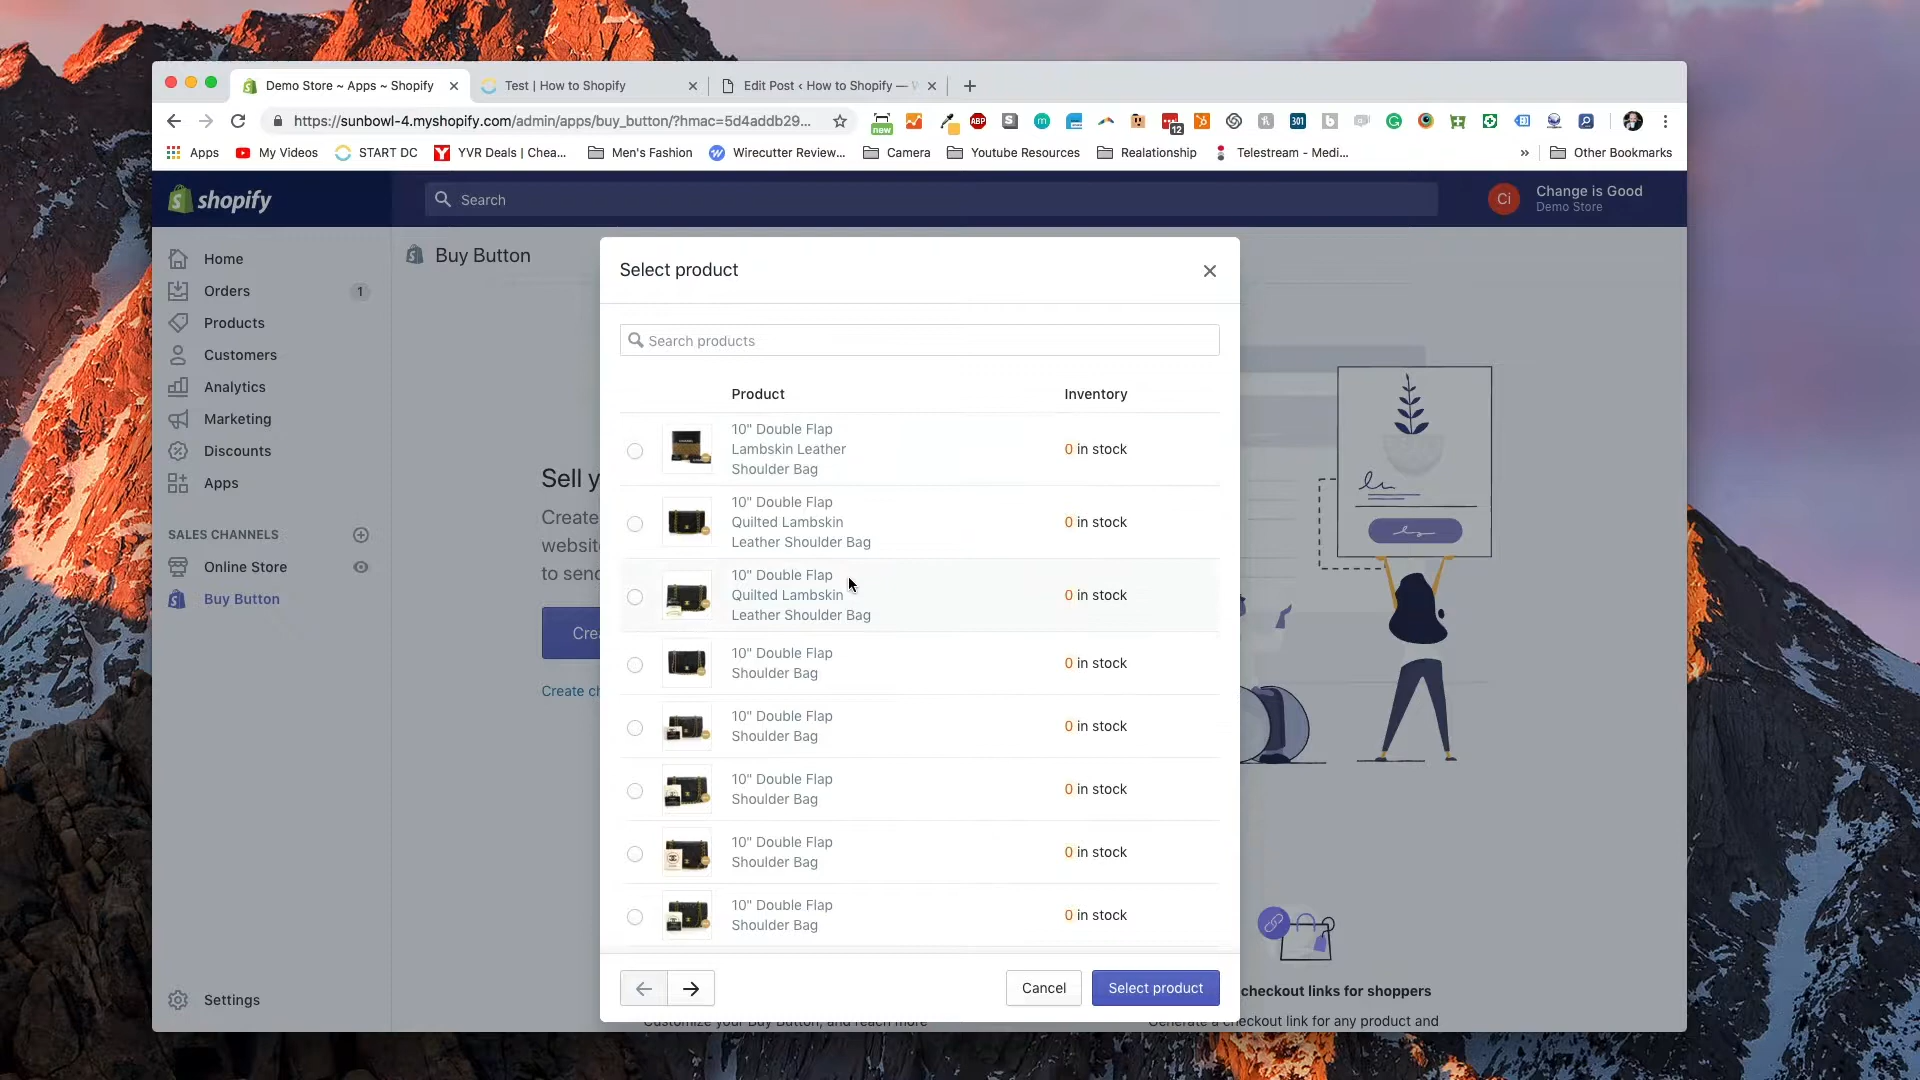 Demo Store ~ Apps ~ Shopify
Test | How to Shopify
Edit Post ‹ How to Shopify —
https://sunbowl-4.myshopify.com/admin/apps/buy_button/?hmac=5d4addb29...
new
ABP
12
301
Apps
My Videos
START DC
YVR Deals | Chea...
Men's Fashion
Wirecutter Review...
Camera
Youtube Resources
Realationship
Telestream - Medi...
»
Other Bookmarks
shopify
Search
Ci
Change is Good
Demo Store
Home
Orders
1
Products
Customers
Analytics
Marketing
Discounts
Apps
SALES CHANNELS
Online Store
Buy Button
Settings
Buy Button
Sell y
Create
websit
to senc
Crea
Create ch
Select product
Search products
Product
Inventory
10" Double Flap
Lambskin Leather
Shoulder Bag
0 in stock
10" Double Flap
Quilted Lambskin
Leather Shoulder Bag
0 in stock
10" Double Flap
Quilted Lambskin
Leather Shoulder Bag
0 in stock
10" Double Flap
Shoulder Bag
0 in stock
10" Double Flap
Shoulder Bag
0 in stock
10" Double Flap
Shoulder Bag
0 in stock
10" Double Flap
Shoulder Bag
0 in stock
10" Double Flap
Shoulder Bag
0 in stock
Cancel
Select product
checkout links for shoppers
Customize your Buy Button, and reach more
Generate a checkout link for any product and